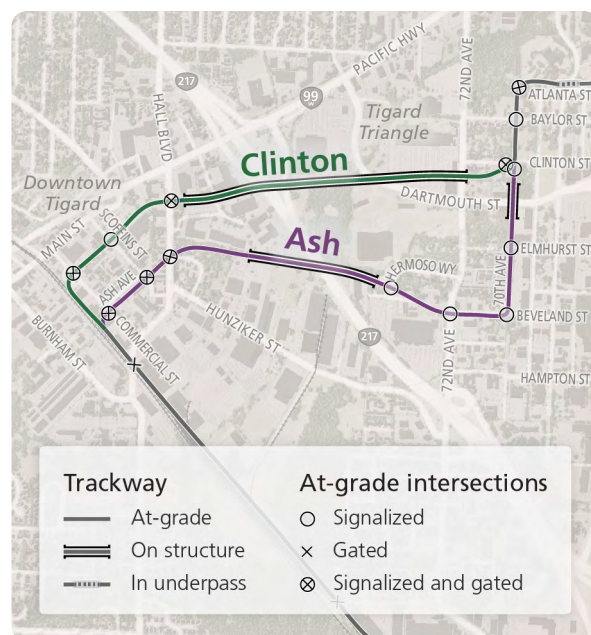 PACIFIC HWY
72ND AVE
217
99
W
HALL BLVD
ATLANTA ST
BAYLOR ST
Tigard
Triangle
Clinton
CLINTON ST
Downtown
Tigard
DARTMOUTH ST
SCOFFINS ST
MAIN ST
Ash
ELMHURST ST
HERMOSO WY
ASH AVE
70TH AVE
BEVELAND ST
HUNZIKER ST
COMMERCIAL ST
BURNHAM ST
217
72ND AVE
HAMPTON ST
Trackway
At-grade
On structure
In underpass
At-grade intersections
Signalized
Gated
Signalized and gated